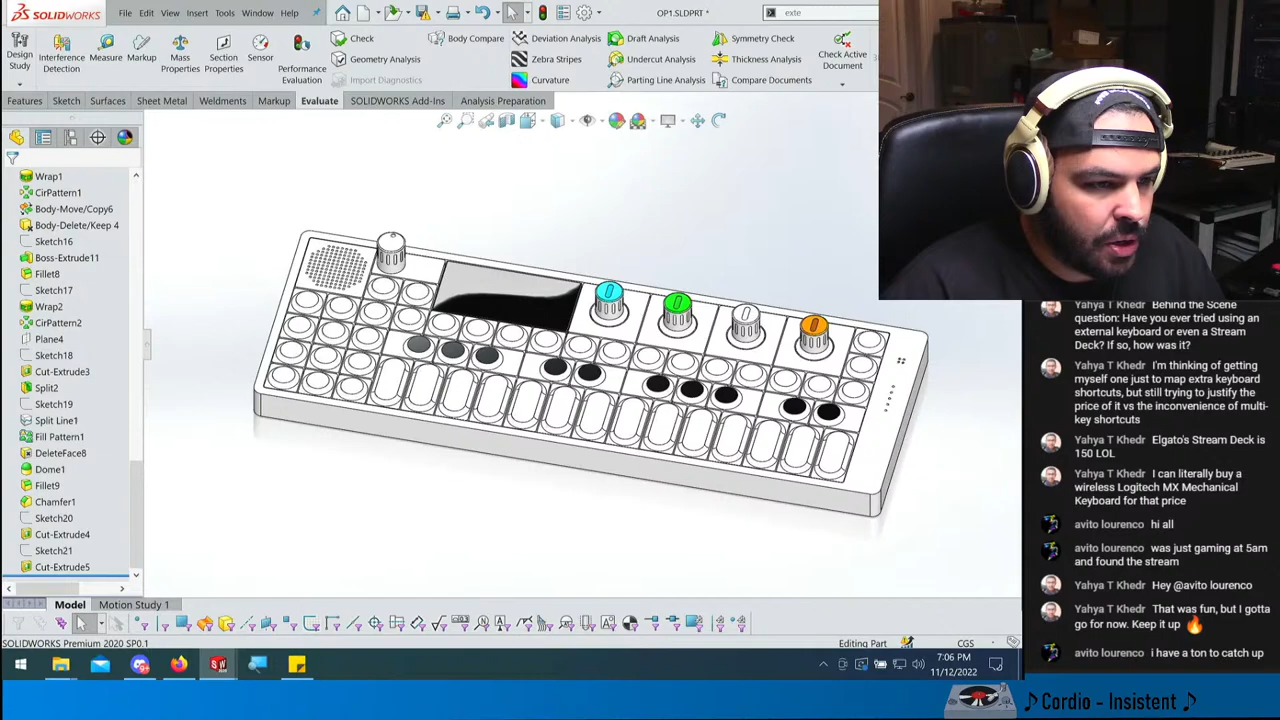 SOLIDWORKS
File Edit View Insert Tools Window Help
OP1.SLDPRT *
exte
Design Study
Interference Detection
Measure
Markup
Mass Properties
Section Properties
Sensor
Performance Evaluation
Check
Geometry Analysis
Import Diagnostics
Body Compare
Deviation Analysis
Zebra Stripes
Curvature
Draft Analysis
Undercut Analysis
Parting Line Analysis
Symmetry Check
Thickness Analysis
Compare Documents
Check Active Document
Features Sketch Surfaces Sheet Metal Weldments Markup Evaluate SOLIDWORKS Add-Ins Analysis Preparation
Wrap1
CirPattern1
Body-Move/Copy6
Body-Delete/Keep 4
Sketch16
Boss-Extrude11
Fillet8
Sketch17
Wrap2
CirPattern2
Plane4
Sketch18
Cut-Extrude3
Split2
Sketch19
Split Line1
Fill Pattern1
DeleteFace8
Dome1
Fillet9
Chamfer1
Sketch20
Cut-Extrude4
Sketch21
Cut-Extrude5
Model Motion Study 1
SOLIDWORKS Premium 2020 SP0.1
Editing Part
CGS
7:06 PM
11/12/2022
Yahya T Khedr Behind the Scene
question: Have you ever tried using an
external keyboard or even a Stream
Deck? If so, how was it?
Yahya T Khedr I'm thinking of getting
myself one just to map extra keyboard
shortcuts, but still trying to justify the
price of it vs the inconvenience of multi-
key shortcuts
Yahya T Khedr Elgato's Stream Deck is
150 LOL
Yahya T Khedr I can literally buy a
wireless Logitech MX Mechanical
Keyboard for that price
avito lourenco hi all
avito lourenco was just gaming at 5am
and found the stream
Yahya T Khedr Hey @avito lourenco
Yahya T Khedr That was fun, but I gotta
go for now. Keep it up 🔥
avito lourenco i have a ton to catch up
♪ Cordio - Insistent ♪